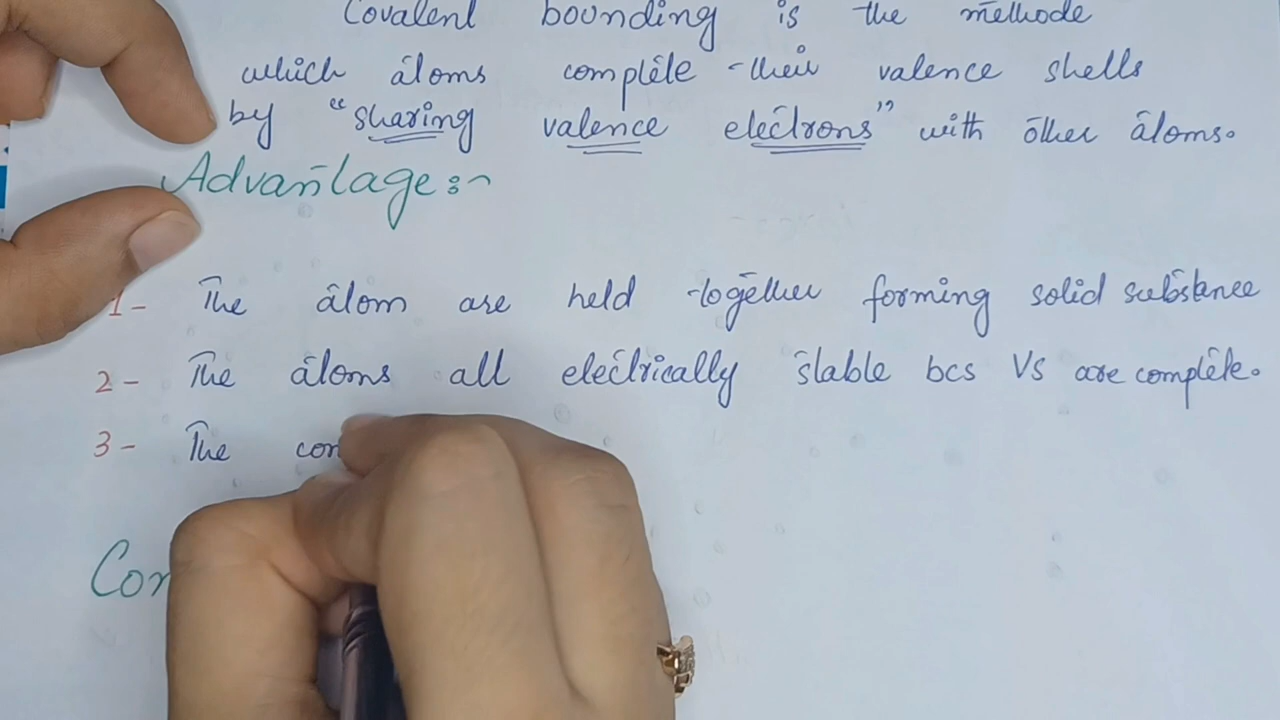 Covalent bounding is the methode
which atoms complete their valence shells
by "sharing valence electrons" with other atoms.
Advantage:-
1- The atom are held together forming solid substance
2- The atoms all electrically stable bcs Vs are complete.
3- The